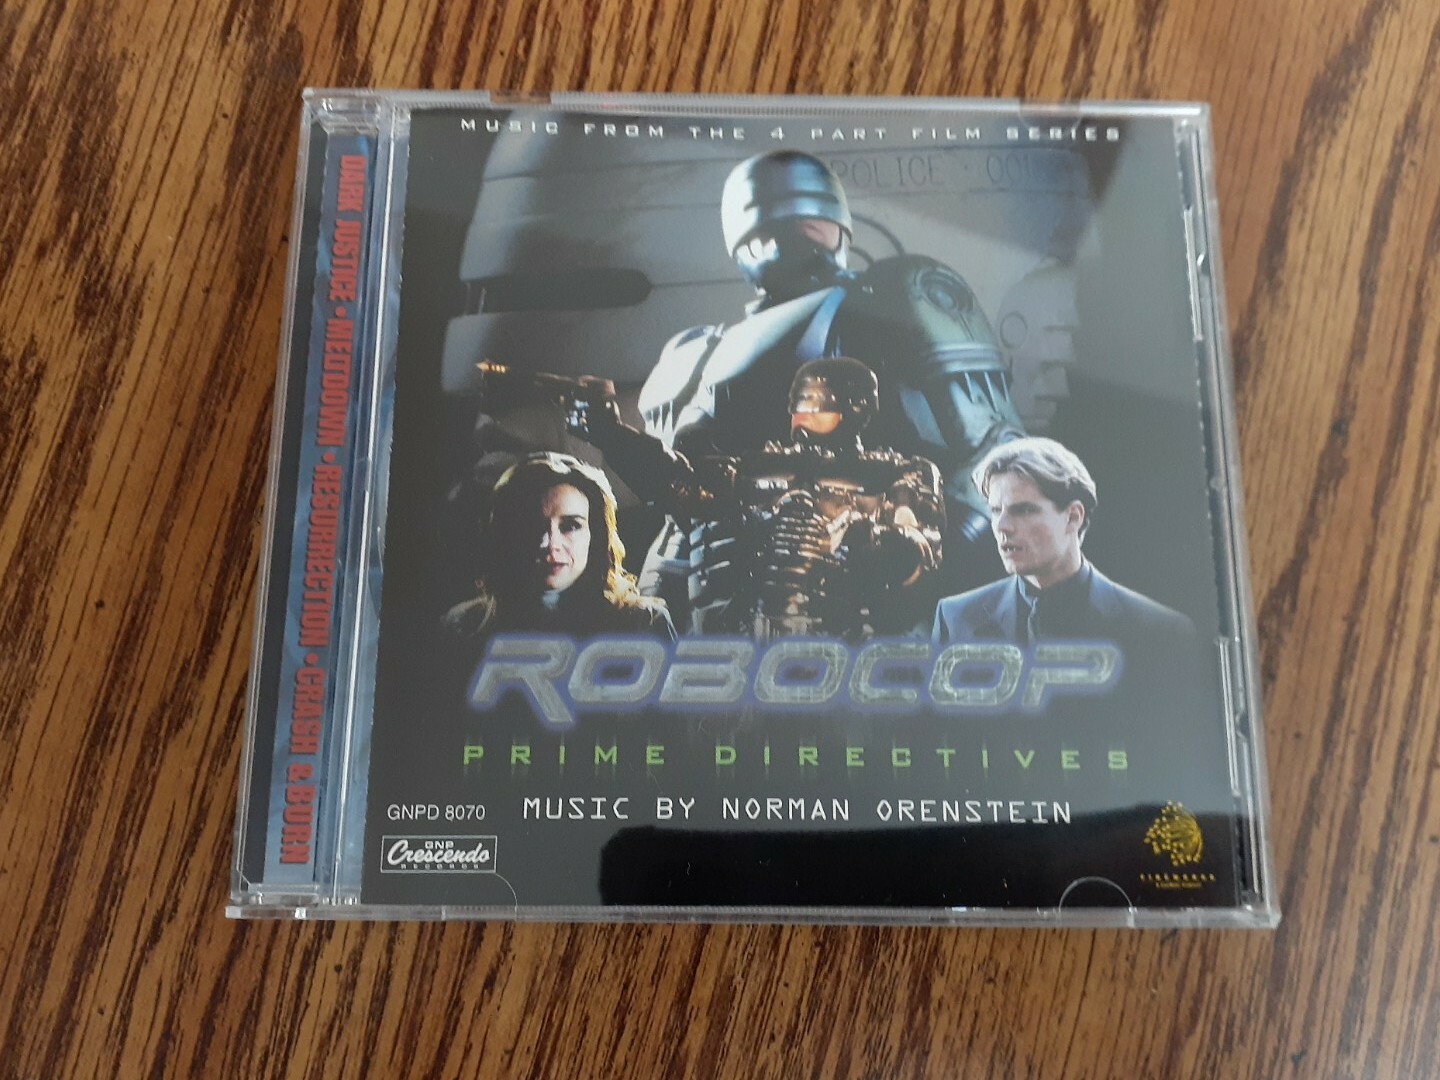 MUSIC FROM THE 4 PART FILM SERIES
POLICE 001
DARK JUSTICE • MELTDOWN • RESURRECTION • CRASH & BURN
ROBOCOP
PRIME DIRECTIVES
GNPD 8070
MUSIC BY NORMAN ORENSTEIN
GNP
Crescendo
RECORDS